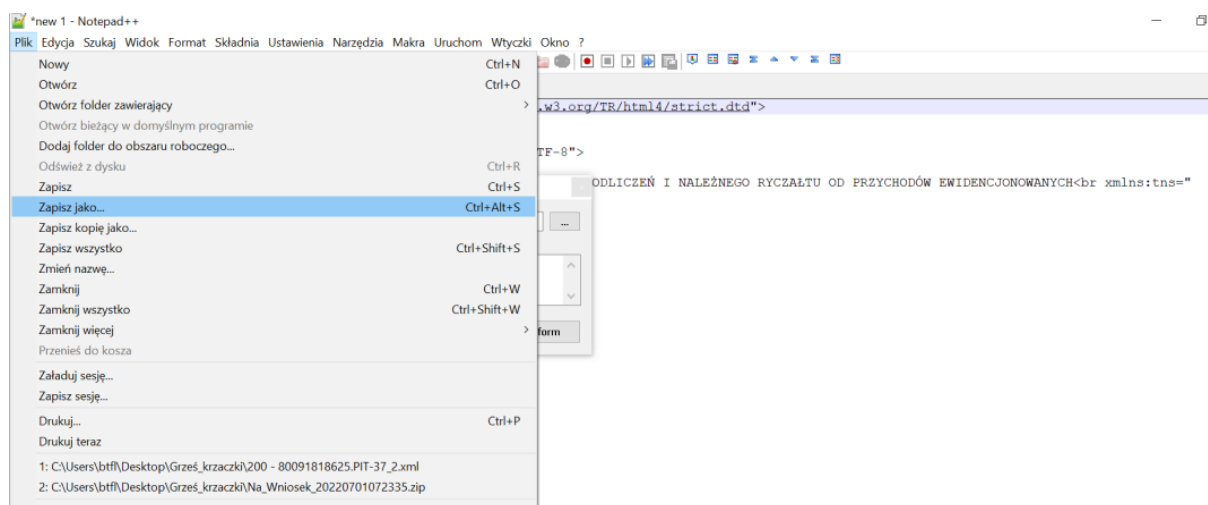 *new 1 - Notepad++
Plik Edycja Szukaj Widok Format Składnia Ustawienia Narzędzia Makra Uruchom Wtyczki Okno ?
Nowy Ctrl+N
Otwórz Ctrl+O
Otwórz folder zawierający
.w3.org/TR/html4/strict.dtd">
Otwórz bieżący w domyślnym programie
Dodaj folder do obszaru roboczego...
TF-8">
Odśwież z dysku Ctrl+R
Zapisz Ctrl+S
ODLICZEŃ I NALEŻNEGO RYCZAŁTU OD PRZYCHODÓW EWIDENCJONOWANYCH<br xmlns:tns="
Zapisz jako... Ctrl+Alt+S
Zapisz kopię jako...
...
Zapisz wszystko Ctrl+Shift+S
Zmień nazwę...
Zamknij Ctrl+W
Zamknij wszystko Ctrl+Shift+W
Zamknij więcej
form
Przenieś do kosza
Załaduj sesję...
Zapisz sesję...
Drukuj... Ctrl+P
Drukuj teraz
1: C:\Users\btfl\Desktop\Grześ_krzaczki\200 - 80091818625.PIT-37_2.xml
2: C:\Users\btfl\Desktop\Grześ_krzaczki\Na_Wniosek_20220701072335.zip